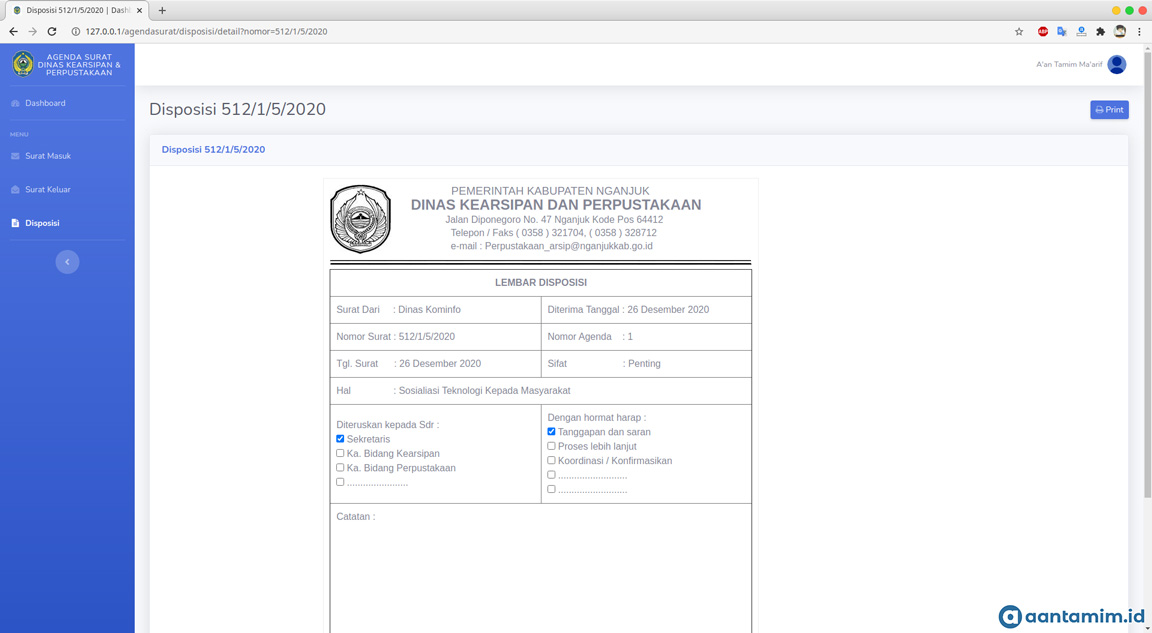 Disposisi 512/1/5/2020 | Dash
127.0.0.1/agendasurat/disposisi/detail?nomor=512/1/5/2020
ABP
AGENDA SURAT
DINAS KEARSIPAN &
PERPUSTAKAAN
A'an Tamim Ma'arif
Dashboard
MENU
Surat Masuk
Surat Keluar
Disposisi
Disposisi 512/1/5/2020
Print
Disposisi 512/1/5/2020
PEMERINTAH KABUPATEN NGANJUK
DINAS KEARSIPAN DAN PERPUSTAKAAN
Jalan Diponegoro No. 47 Nganjuk Kode Pos 64412
Telepon / Faks ( 0358 ) 321704, ( 0358 ) 328712
e-mail : Perpustakaan_arsip@nganjukkab.go.id
LEMBAR DISPOSISI
Surat Dari : Dinas Kominfo
Diterima Tanggal : 26 Desember 2020
Nomor Surat : 512/1/5/2020
Nomor Agenda : 1
Tgl. Surat : 26 Desember 2020
Sifat : Penting
Hal : Sosialiasi Teknologi Kepada Masyarakat
Diteruskan kepada Sdr :
Sekretaris
Ka. Bidang Kearsipan
Ka. Bidang Perpustakaan
.......................
Dengan hormat harap :
Tanggapan dan saran
Proses lebih lanjut
Koordinasi / Konfirmasikan
..........................
..........................
Catatan :
aantamim.id